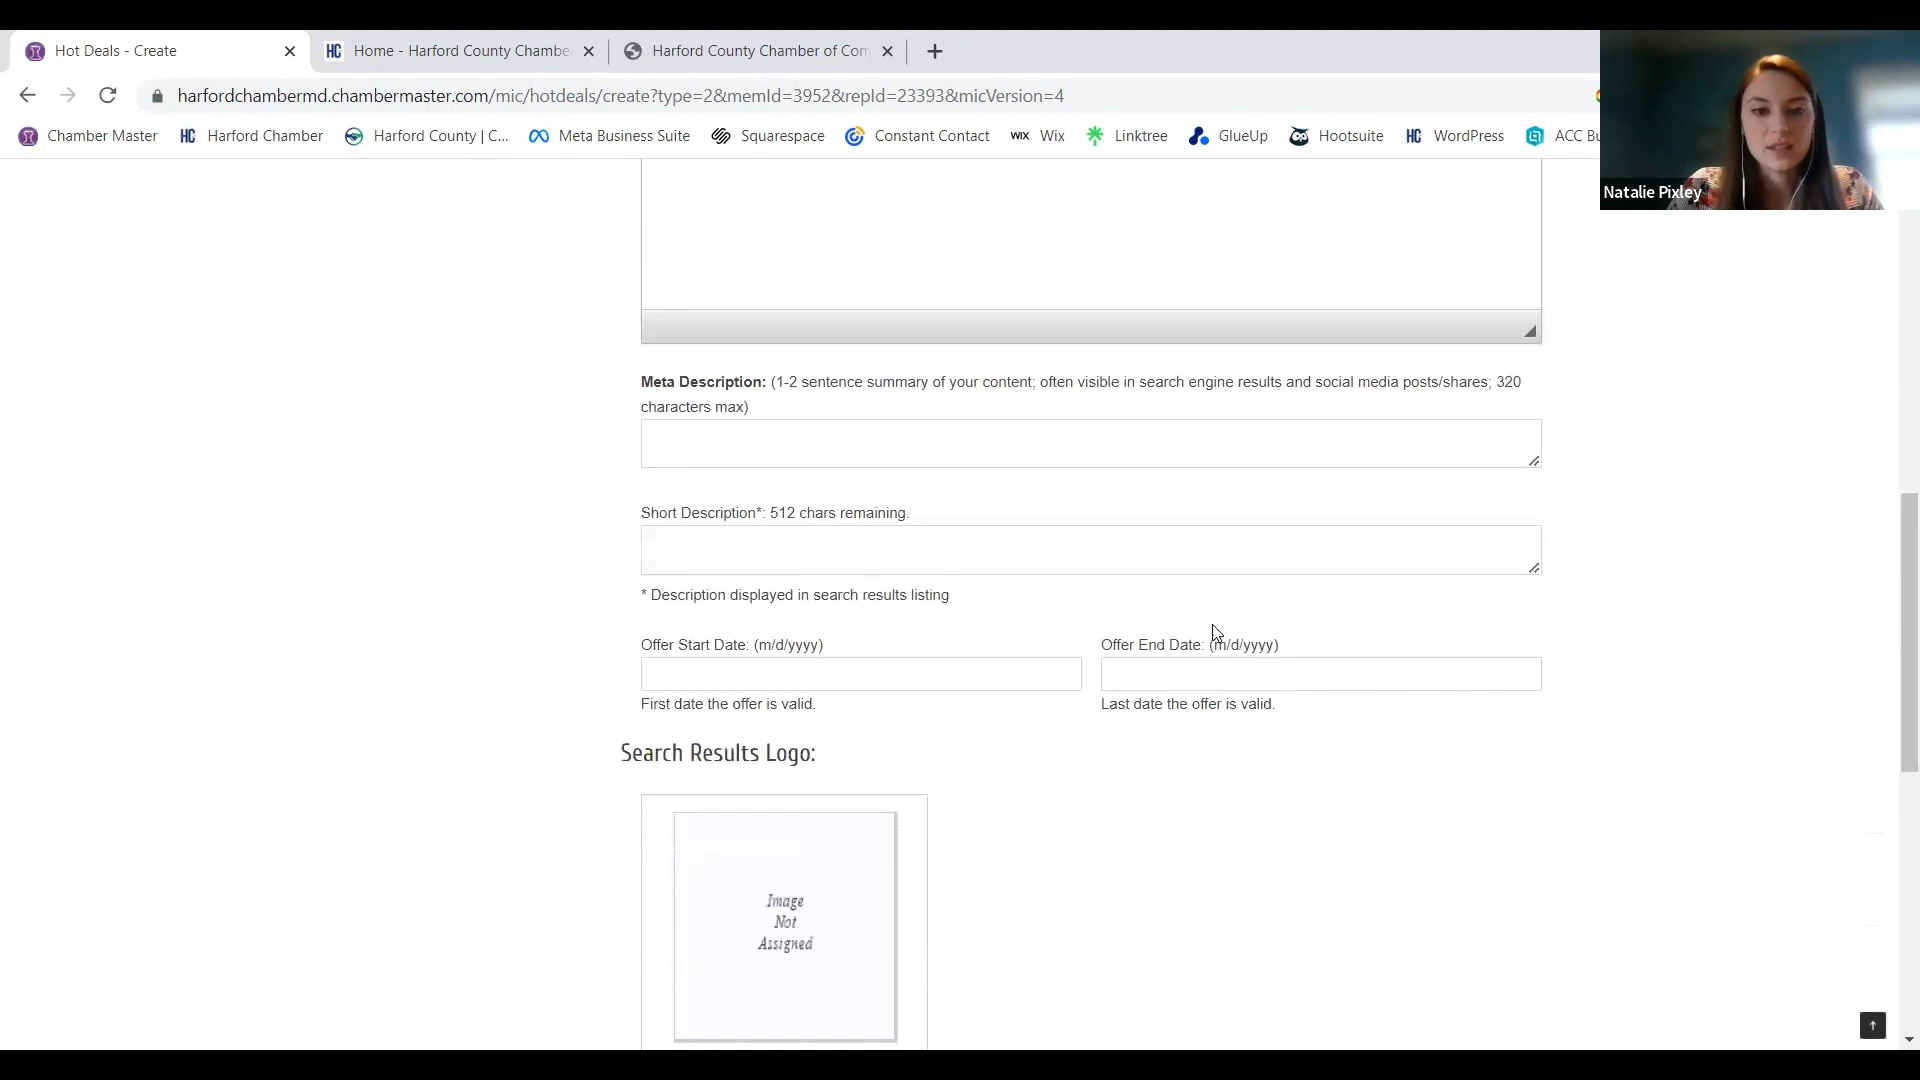 Hot Deals - Create
Home - Harford County Chambe
Harford County Chamber of Com
harfordchambermd.chambermaster.com/mic/hotdeals/create?type=2&memId=3952&repId=23393&micVersion=4
Chamber Master
HC Harford Chamber
Harford County | C...
Meta Business Suite
Squarespace
Constant Contact
WIX Wix
Linktree
GlueUp
Hootsuite
HC WordPress
ACC Bu
Natalie Pixley
Meta Description: (1-2 sentence summary of your content; often visible in search engine results and social media posts/shares; 320
characters max)
Short Description*: 512 chars remaining.
* Description displayed in search results listing
Offer Start Date: (m/d/yyyy)
Offer End Date: (m/d/yyyy)
First date the offer is valid.
Last date the offer is valid.
Search Results Logo:
Image
Not
Assigned